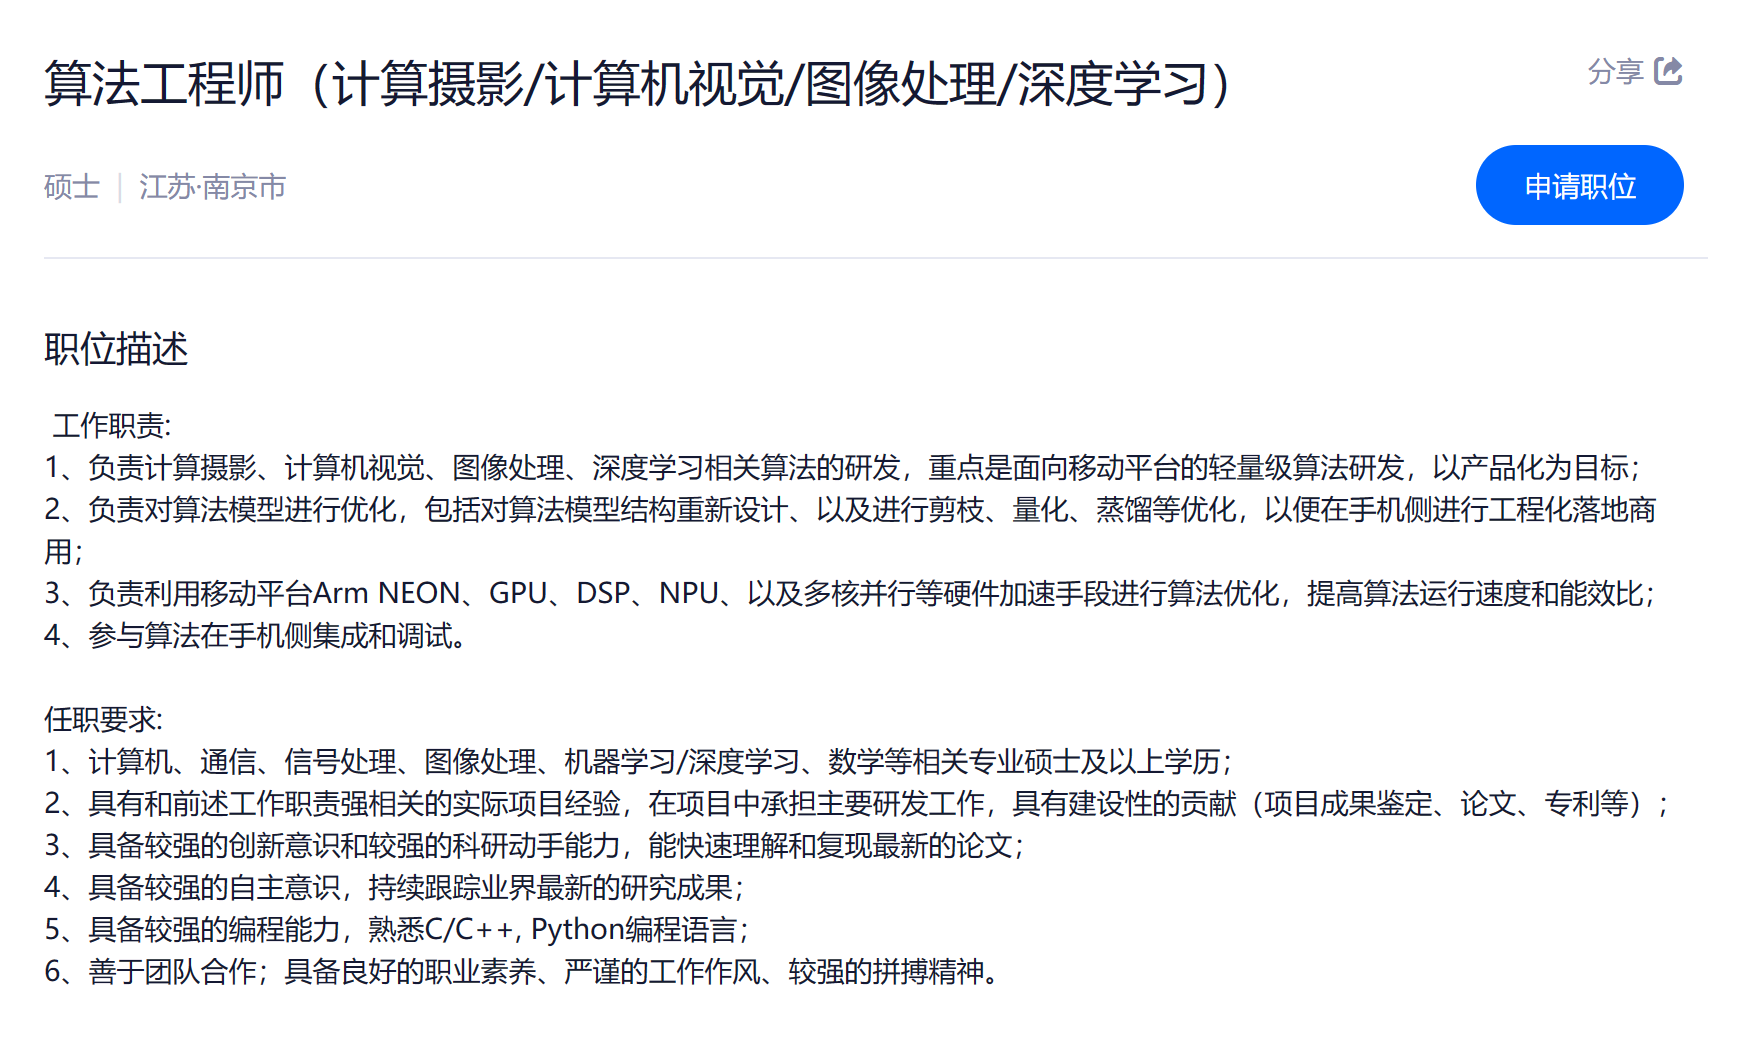 算法工程师（计算摄影/计算机视觉/图像处理/深度学习）
分享
硕士 | 江苏·南京市
申请职位
职位描述
工作职责:
1、负责计算摄影、计算机视觉、图像处理、深度学习相关算法的研发，重点是面向移动平台的轻量级算法研发，以产品化为目标；
2、负责对算法模型进行优化，包括对算法模型结构重新设计、以及进行剪枝、量化、蒸馏等优化，以便在手机侧进行工程化落地商
用；
3、负责利用移动平台Arm NEON、GPU、DSP、NPU、以及多核并行等硬件加速手段进行算法优化，提高算法运行速度和能效比；
4、参与算法在手机侧集成和调试。
任职要求:
1、计算机、通信、信号处理、图像处理、机器学习/深度学习、数学等相关专业硕士及以上学历；
2、具有和前述工作职责强相关的实际项目经验，在项目中承担主要研发工作，具有建设性的贡献（项目成果鉴定、论文、专利等）；
3、具备较强的创新意识和较强的科研动手能力，能快速理解和复现最新的论文；
4、具备较强的自主意识，持续跟踪业界最新的研究成果；
5、具备较强的编程能力，熟悉C/C++, Python编程语言；
6、善于团队合作；具备良好的职业素养、严谨的工作作风、较强的拼搏精神。